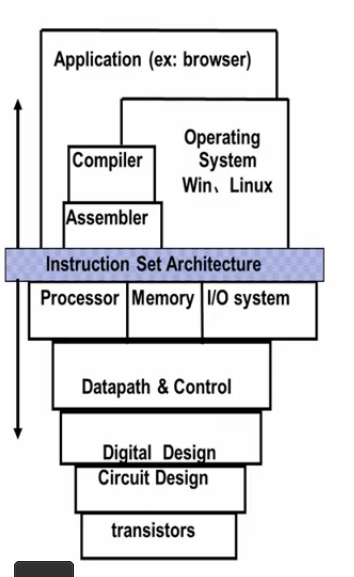 Application (ex: browser)
Operating
System
Win、Linux
Compiler
Assembler
Instruction Set Architecture
Processor
Memory
I/O system
Datapath & Control
Digital Design
Circuit Design
transistors